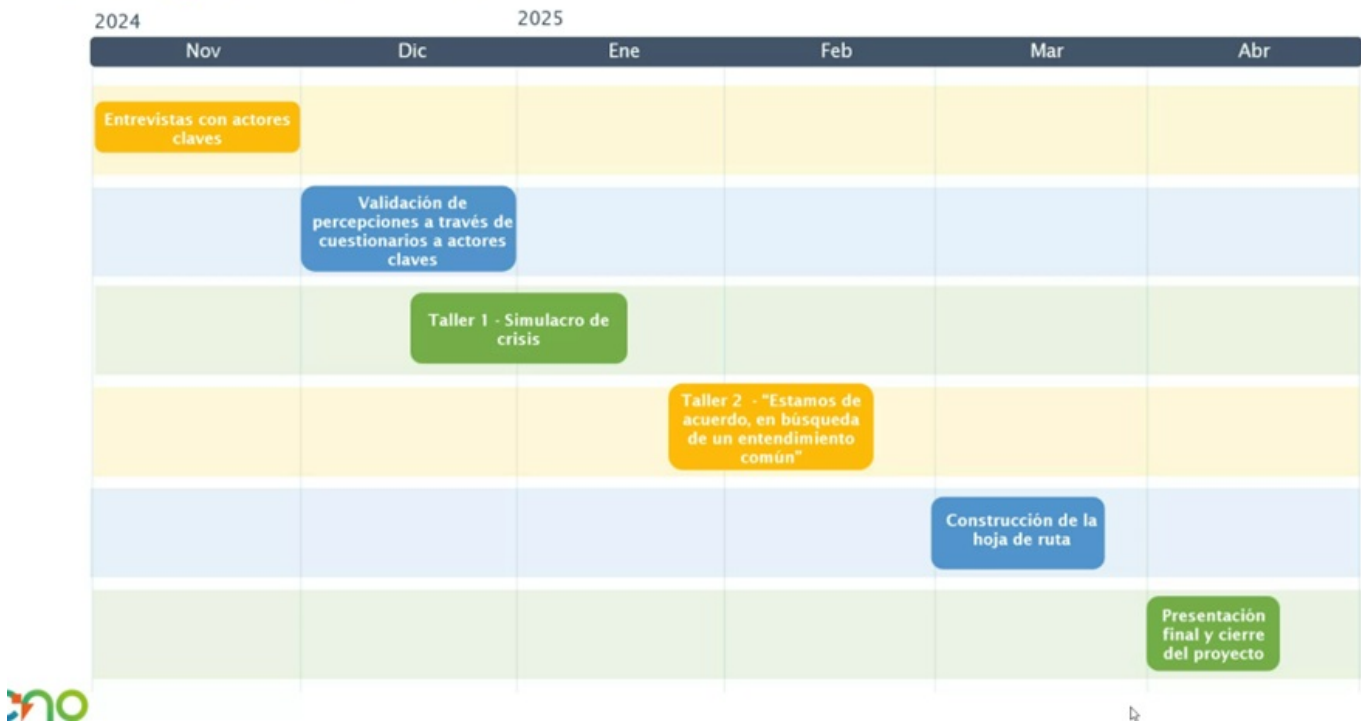 2024
2025
Nov
Dic
Ene
Feb
Mar
Abr
Entrevistas con actores
claves
Validación de
percepciones a través de
cuestionarios a actores
claves
Taller 1 - Simulacro de
crisis
Taller 2 - "Estamos de
acuerdo, en búsqueda
de un entendimiento
común"
Construcción de la
hoja de ruta
Presentación
final y cierre
del proyecto